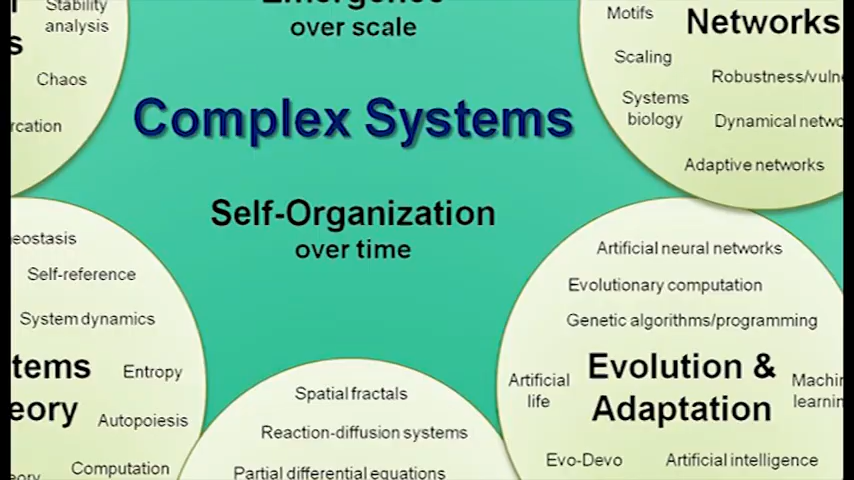 Stability
analysis
Chaos
Emergence
over scale
Complex Systems
Self-Organization
over time
Motifs
Networks
Scaling
Systems
biology
Adaptive networks
Self-reference
System dynamics
Entropy
Autopoiesis
Computation
Spatial fractals
Reaction-diffusion systems
Partial differential equations
Artificial neural networks
Evolutionary computation
Genetic algorithms/programming
Artificial
life
Evolution &
Adaptation
Evo-Devo
Artificial intelligence